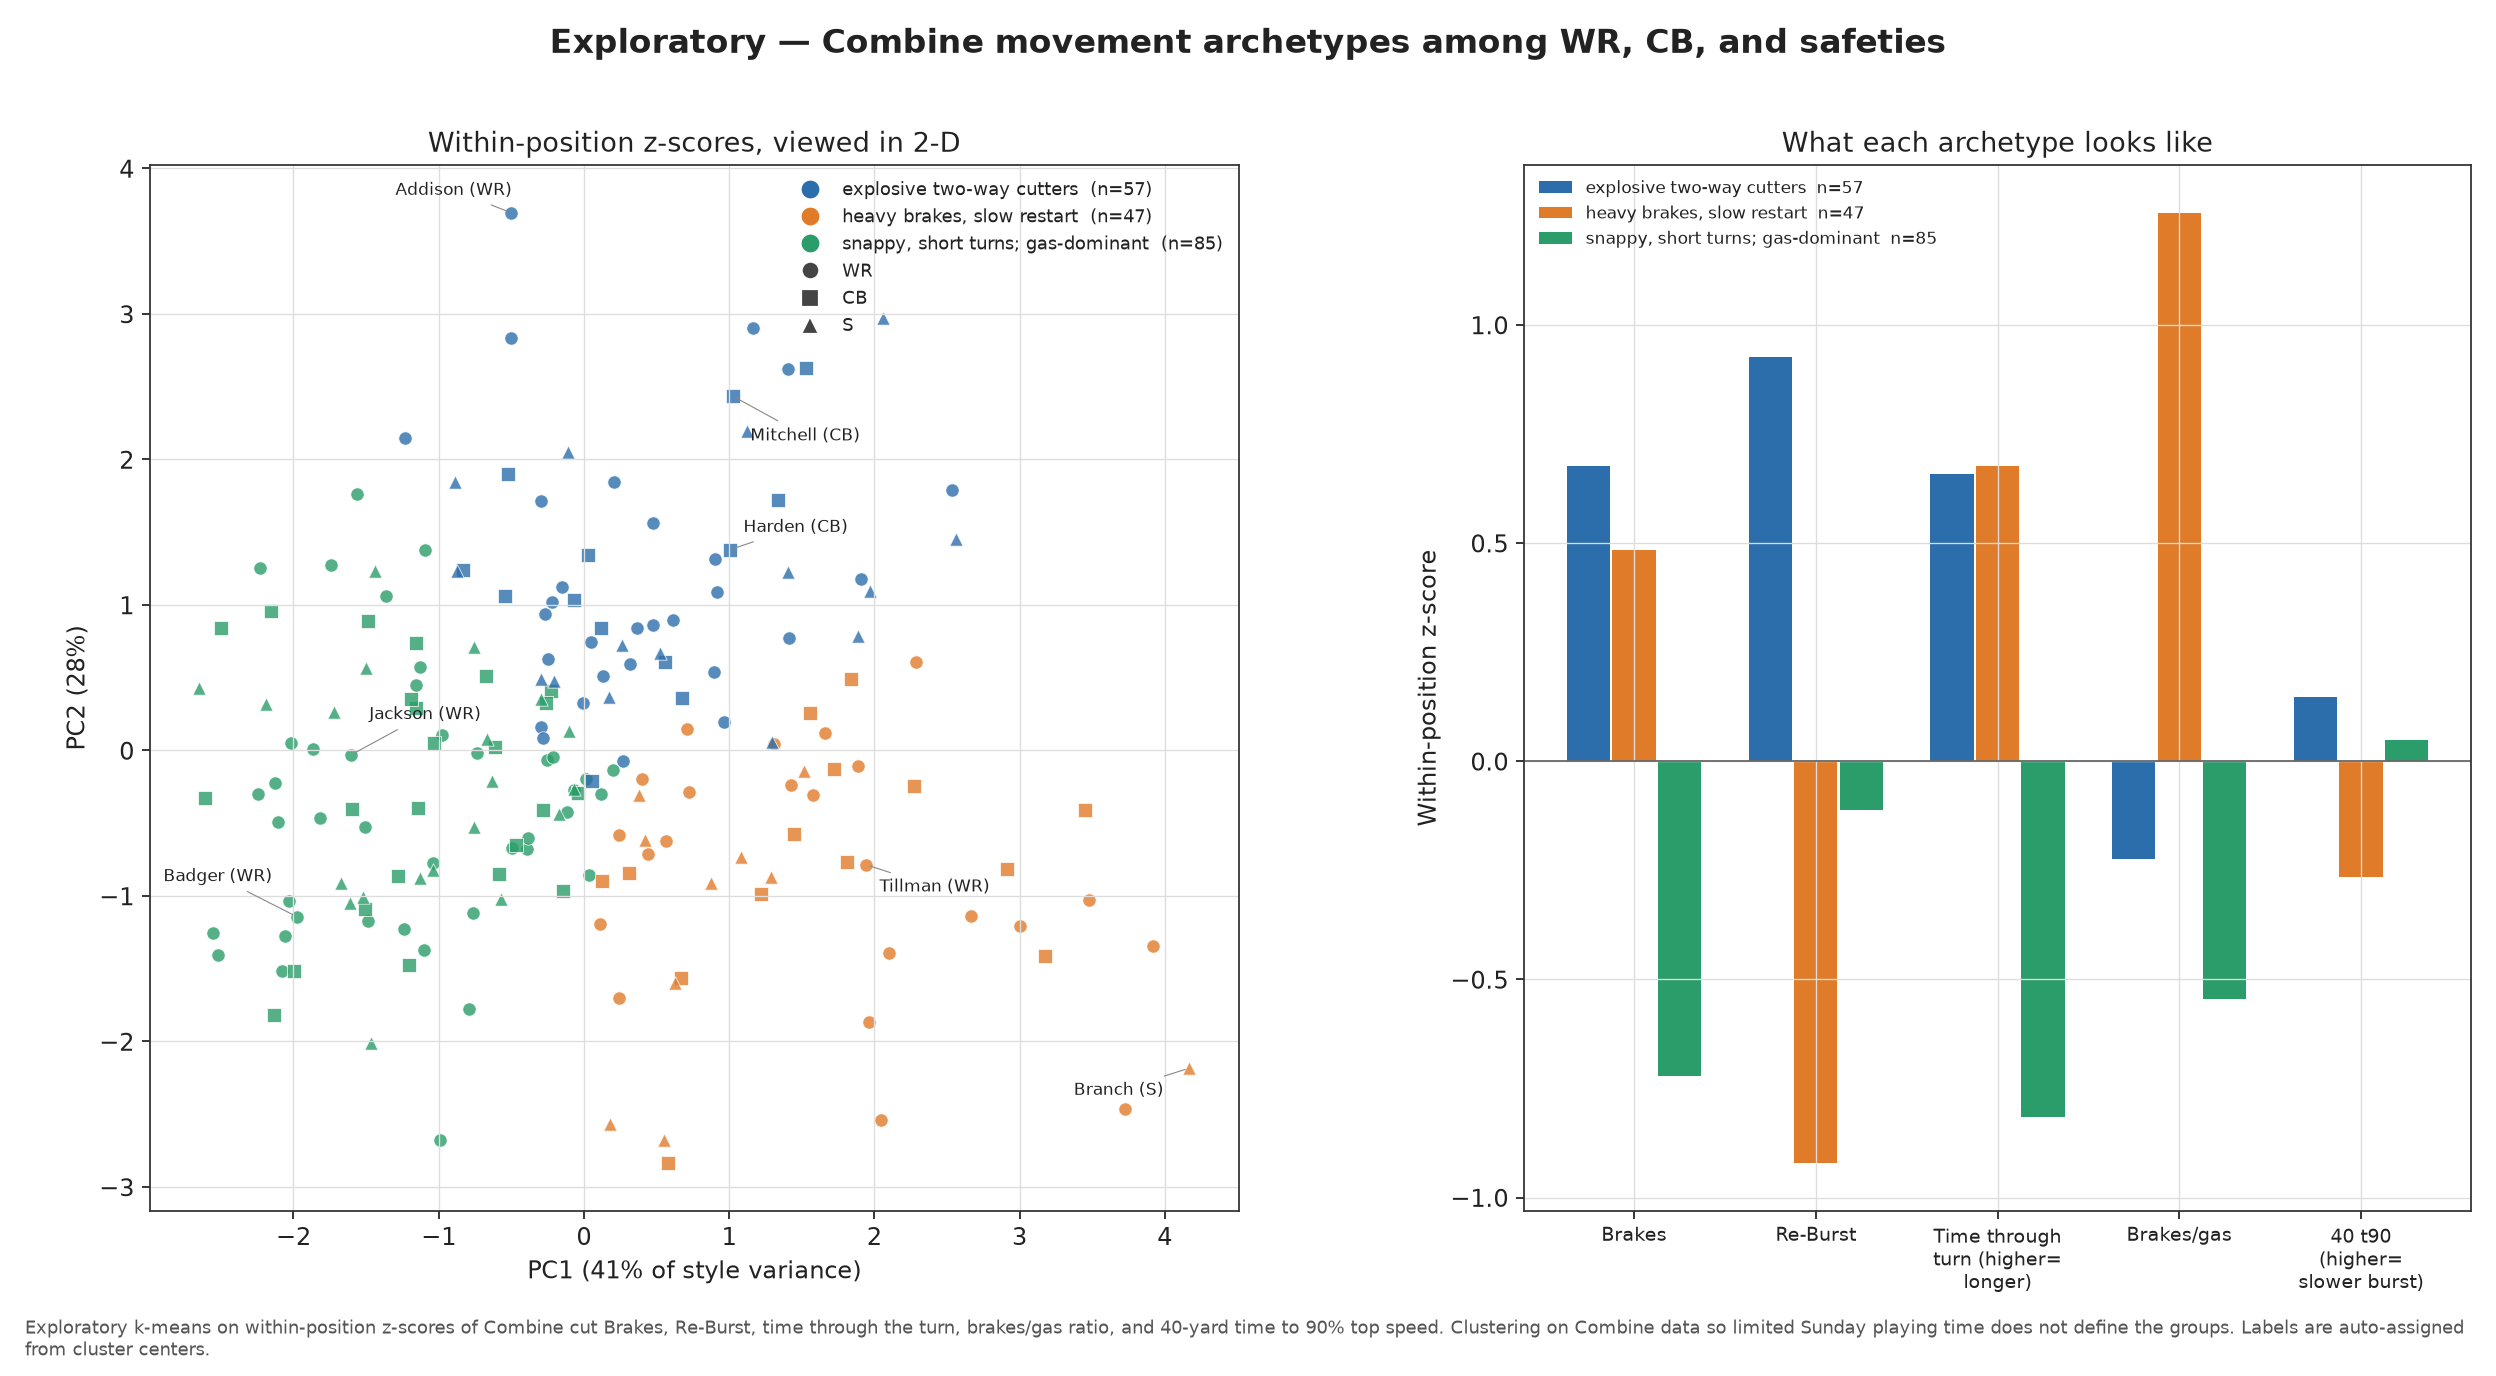 Exploratory — Combine movement archetypes among WR, CB, and safeties
Within-position z-scores, viewed in 2-D
4
3
2
1
0
−1
−2
−3
PC2 (28%)
−2
−1
0
1
2
3
4
PC1 (41% of style variance)
explosive two-way cutters (n=57)
heavy brakes, slow restart (n=47)
snappy, short turns; gas-dominant (n=85)
WR
CB
S
Addison (WR)
Mitchell (CB)
Harden (CB)
Jackson (WR)
Badger (WR)
Tillman (WR)
Branch (S)
What each archetype looks like
explosive two-way cutters n=57
heavy brakes, slow restart n=47
snappy, short turns; gas-dominant n=85
1.0
0.5
0.0
−0.5
−1.0
Within-position z-score
Brakes
Re-Burst
Time through
turn (higher=
longer)
Brakes/gas
40 t90
(higher=
slower burst)
Exploratory k-means on within-position z-scores of Combine cut Brakes, Re-Burst, time through the turn, brakes/gas ratio, and 40-yard time to 90% top speed. Clustering on Combine data so limited Sunday playing time does not define the groups. Labels are auto-assigned
from cluster centers.